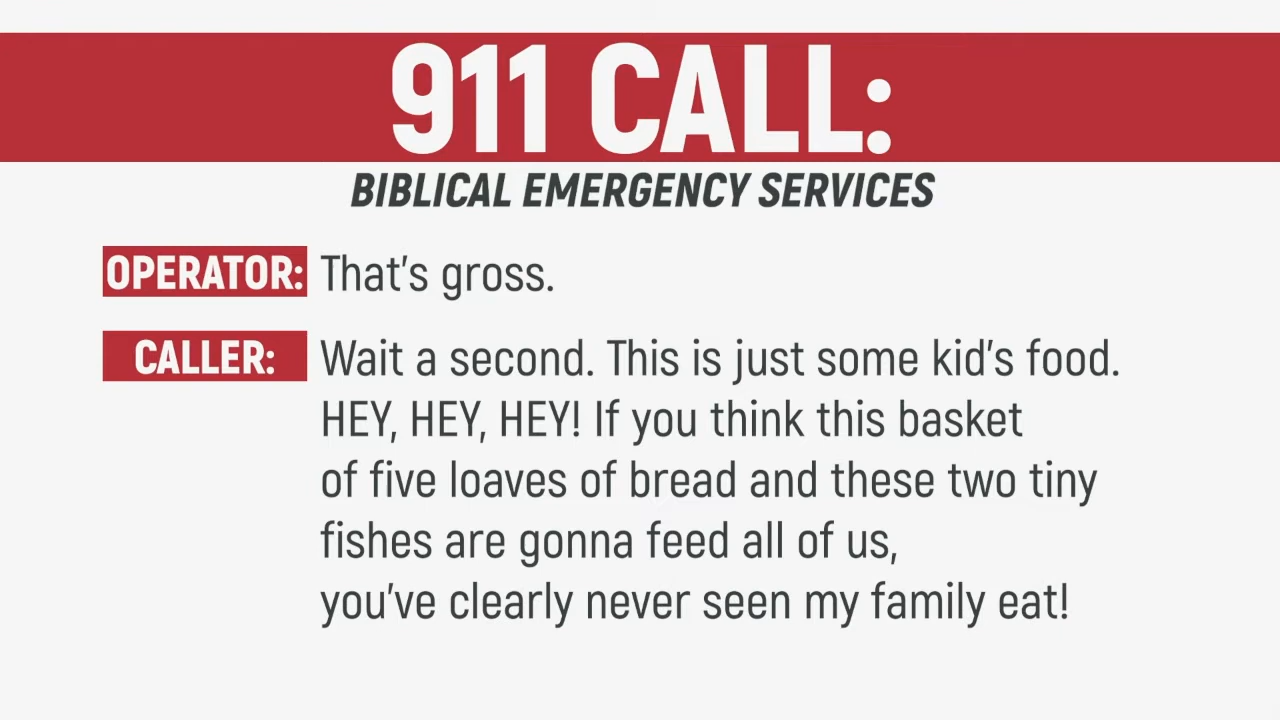 911 CALL:
BIBLICAL EMERGENCY SERVICES
OPERATOR: That's gross.
CALLER: Wait a second. This is just some kid's food.
HEY, HEY, HEY! If you think this basket
of five loaves of bread and these two tiny
fishes are gonna feed all of us,
you've clearly never seen my family eat!